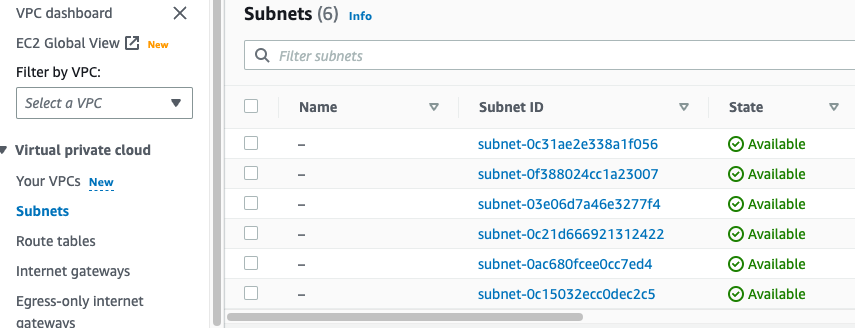 VPC dashboard
EC2 Global View New
Filter by VPC:
Select a VPC
Virtual private cloud
Your VPCs New
Subnets
Route tables
Internet gateways
Egress-only internet
gateways
Subnets (6) Info
Filter subnets
Name Subnet ID State
– subnet-0c31ae2e338a1f056 Available
– subnet-0f388024cc1a23007 Available
– subnet-03e06d7a46e3277f4 Available
– subnet-0c21d666921312422 Available
– subnet-0ac680fcee0cc7ed4 Available
– subnet-0c15032ecc0dec2c5 Available